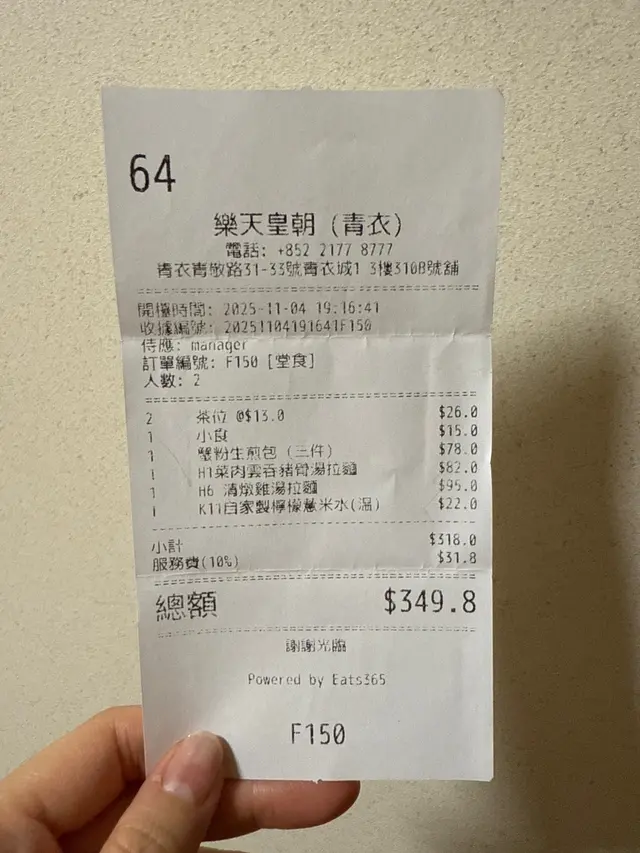 64
樂天皇朝 (青衣)
電話: +852 2177 8777
青衣青敬路31-33號青衣城1 3樓310B號舖
開檯時間: 2025-11-04 19:16:41
收據編號: 20251104191641F150
侍應: manager
訂單編號: F150 [堂食]
人數: 2
2 茶位 @$13.0 $26.0
1 小食 $15.0
1 蟹粉生煎包 (三件) $78.0
1 H1菜肉雲吞豬骨湯拉麵 $82.0
1 H6 清燉雞湯拉麵 $95.0
1 K11自家製檸檬薏米水(溫) $22.0
小計 $318.0
服務費(10%) $31.8
總額 $349.8
謝謝光臨
Powered by Eats365
F150